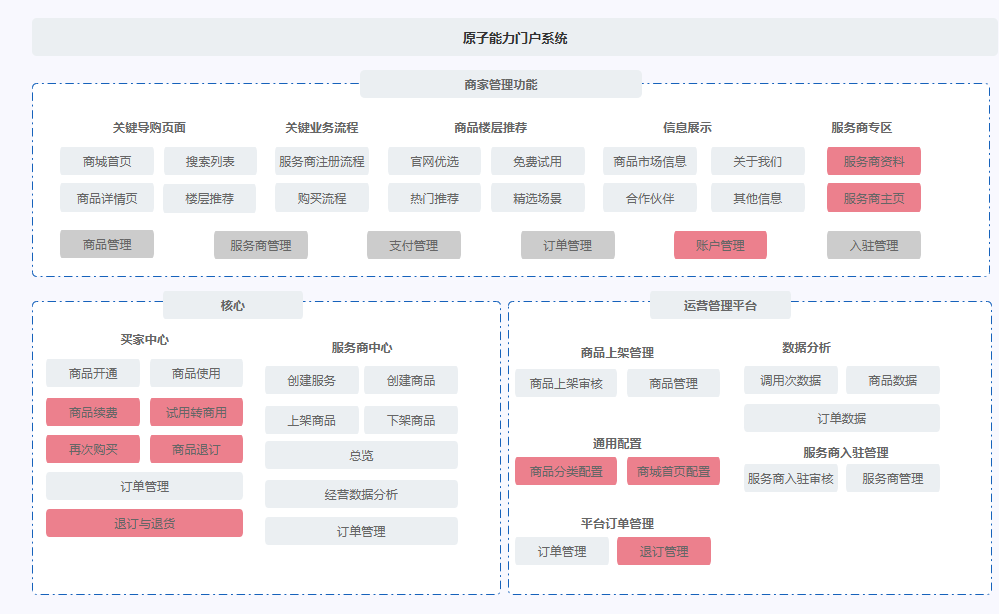 原子能力门户系统
商家管理功能
关键导购页面 关键业务流程 商品楼层推荐 信息展示 服务商专区
商城首页 搜索列表 服务商注册流程 官网优选 免费试用 商品市场信息 关于我们 服务商资料
商品详情页 楼层推荐 购买流程 热门推荐 精选场景 合作伙伴 其他信息 服务商主页
商品管理 服务商管理 支付管理 订单管理 账户管理 入驻管理
核心
买家中心
商品开通 商品使用
商品续费 试用转商用
再次购买 商品退订
订单管理
退订与退货
服务商中心
创建服务 创建商品
上架商品 下架商品
总览
经营数据分析
订单管理
运营管理平台
商品上架管理
商品上架审核 商品管理
通用配置
商品分类配置 商城首页配置
平台订单管理
订单管理 退订管理
数据分析
调用次数据 商品数据
订单数据
服务商入驻管理
服务商入驻审核 服务商管理